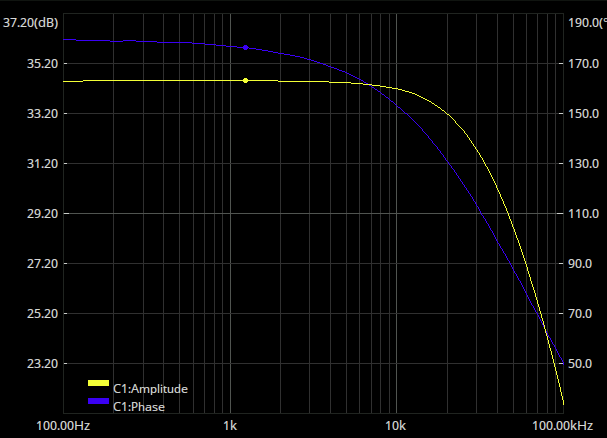 37.20(dB) 190.0(°
35.20 170.0
33.20 150.0
31.20 130.0
29.20 110.0
27.20 90.0
25.20 70.0
23.20 50.0
C1:Amplitude
C1:Phase
100.00Hz 1k 10k 100.00kHz